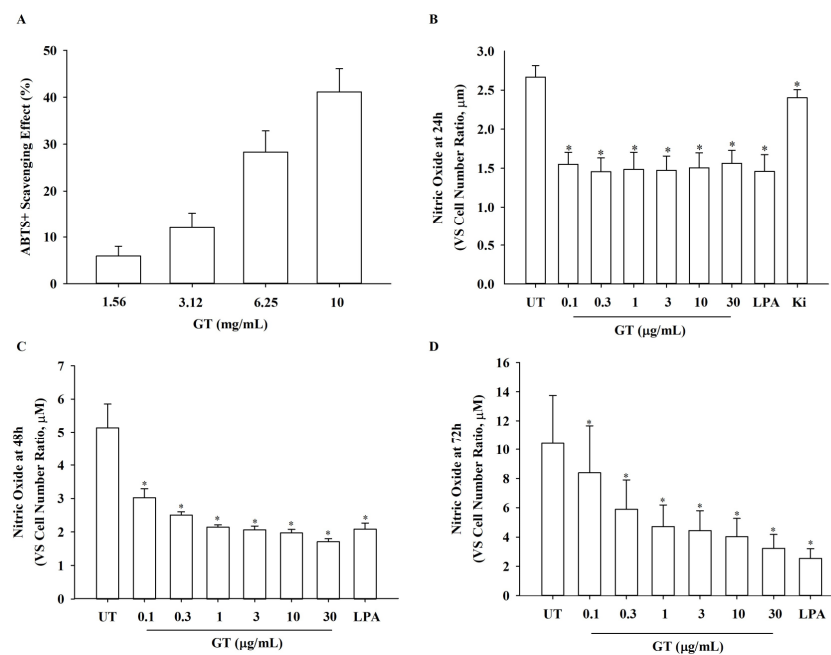 A
ABTS+ Scavenging Effect (%)
50
40
30
20
10
0
1.56 3.12 6.25 10
GT (mg/mL)
B
Nitric Oxide at 24h
(VS Cell Number Ratio, μm)
3.0
2.5
2.0
1.5
1.0
0.5
0.0
* * * * * * * *
UT 0.1 0.3 1 3 10 30 LPA Ki
GT (μg/mL)
C
Nitric Oxide at 48h
(VS Cell Number Ratio, μM)
7
6
5
4
3
2
1
0
* * * * * * *
UT 0.1 0.3 1 3 10 30 LPA
GT (μg/mL)
D
Nitric Oxide at 72h
(VS Cell Number Ratio, μM)
16
14
12
10
8
6
4
2
0
* * * * * * *
UT 0.1 0.3 1 3 10 30 LPA
GT (μg/mL)